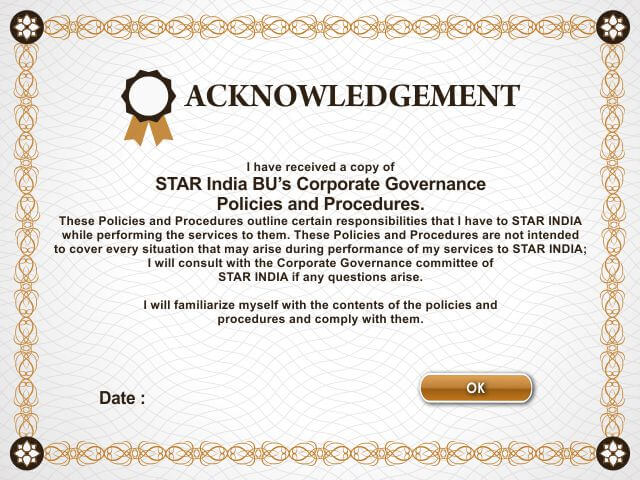 ACKNOWLEDGEMENT
I have received a copy of
STAR India BU's Corporate Governance
Policies and Procedures.
These Policies and Procedures outline certain responsibilities that I have to STAR INDIA
while performing the services to them. These Policies and Procedures are not intended
to cover every situation that may arise during performance of my services to STAR INDIA;
I will consult with the Corporate Governance committee of
STAR INDIA if any questions arise.
I will familiarize myself with the contents of the policies and
procedures and comply with them.
Date :
OK